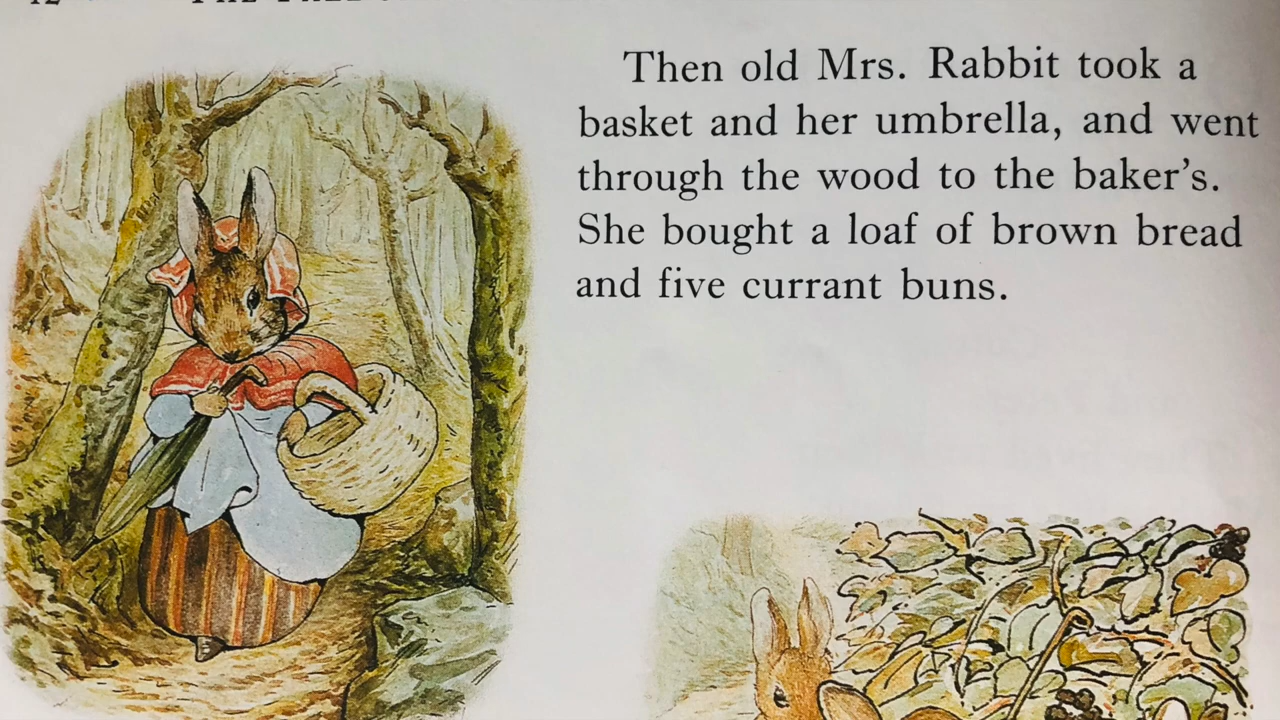 Then old Mrs. Rabbit took a
basket and her umbrella, and went
through the wood to the baker's.
She bought a loaf of brown bread
and five currant buns.